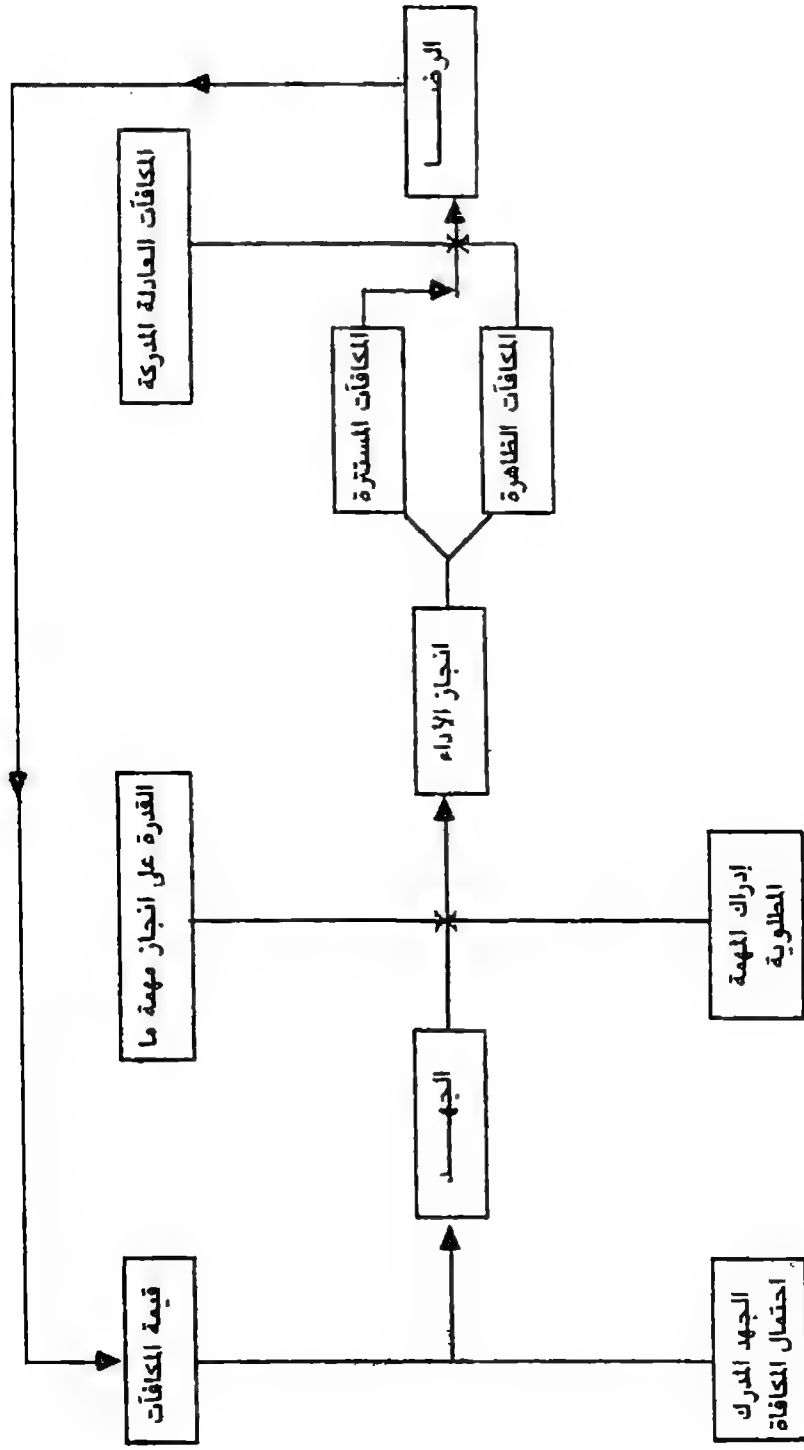 قيمة المكافآت
القدرة على انجاز مهمة ما
المكافآت العادلة المدركة
الجهـــد
انجاز الأداء
المكافآت المستترة
المكافآت الظاهرة
الرضـــا
الجهد المدرك
احتمال المكافأة
إدراك المهمة
المطلوبة